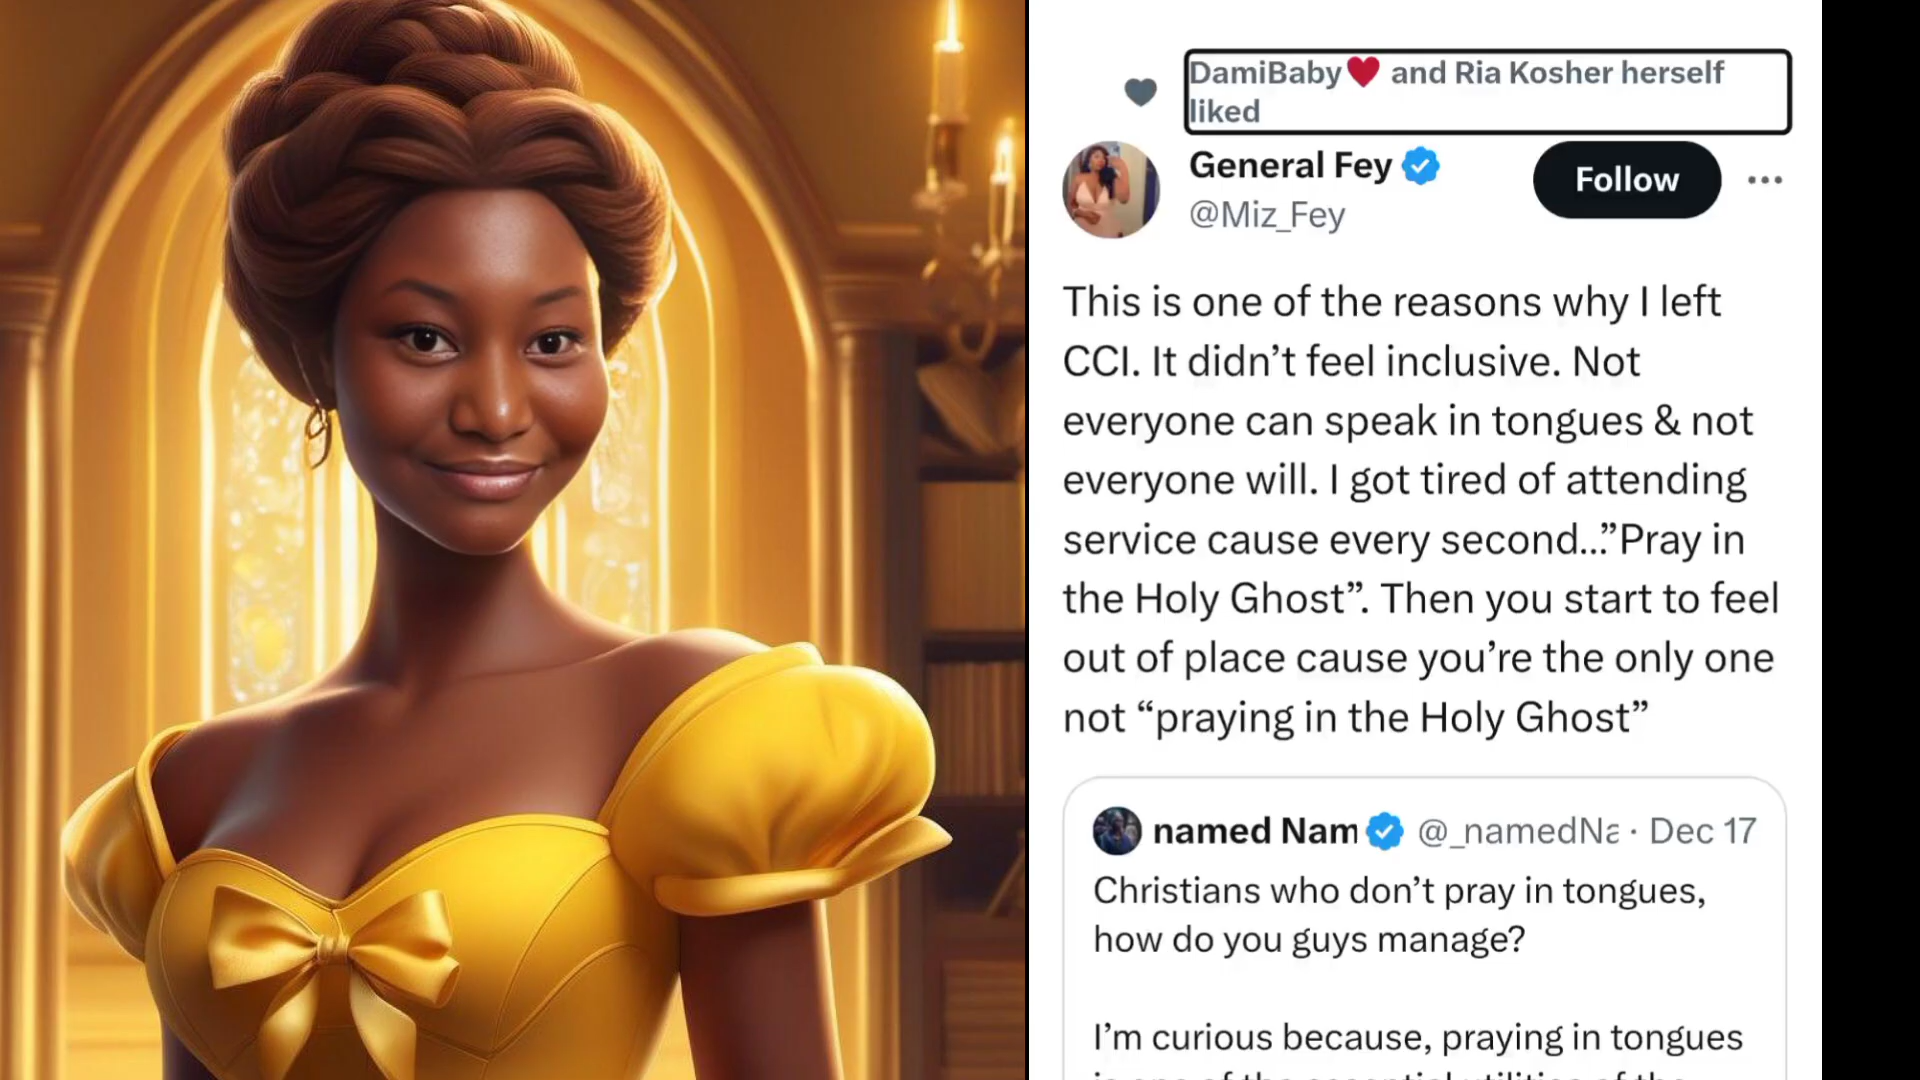 DamiBaby❤️ and Ria Kosher herself
liked
General Fey
@Miz_Fey
Follow
This is one of the reasons why I left
CCI. It didn’t feel inclusive. Not
everyone can speak in tongues & not
everyone will. I got tired of attending
service cause every second...”Pray in
the Holy Ghost”. Then you start to feel
out of place cause you’re the only one
not “praying in the Holy Ghost”
named Nam @_namedNa · Dec 17
Christians who don’t pray in tongues,
how do you guys manage?
I’m curious because, praying in tongues